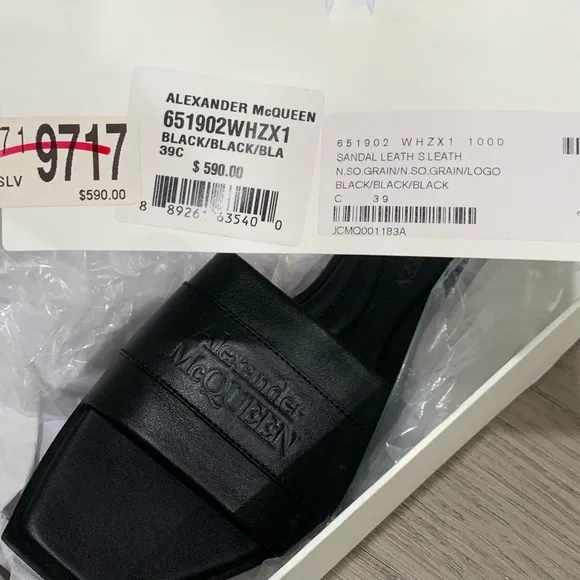 71 9717
SLV
$590.00
ALEXANDER McQUEEN
651902WHZX1
BLACK/BLACK/BLA
39C
$ 590.00
651902 WHZX1 1000
SANDAL LEATH S.LEATH
N.SO.GRAIN/N.SO.GRAIN/LOGO
BLACK/BLACK/BLACK
C 39
JCMQ001183A
Alexander
McQUEEN